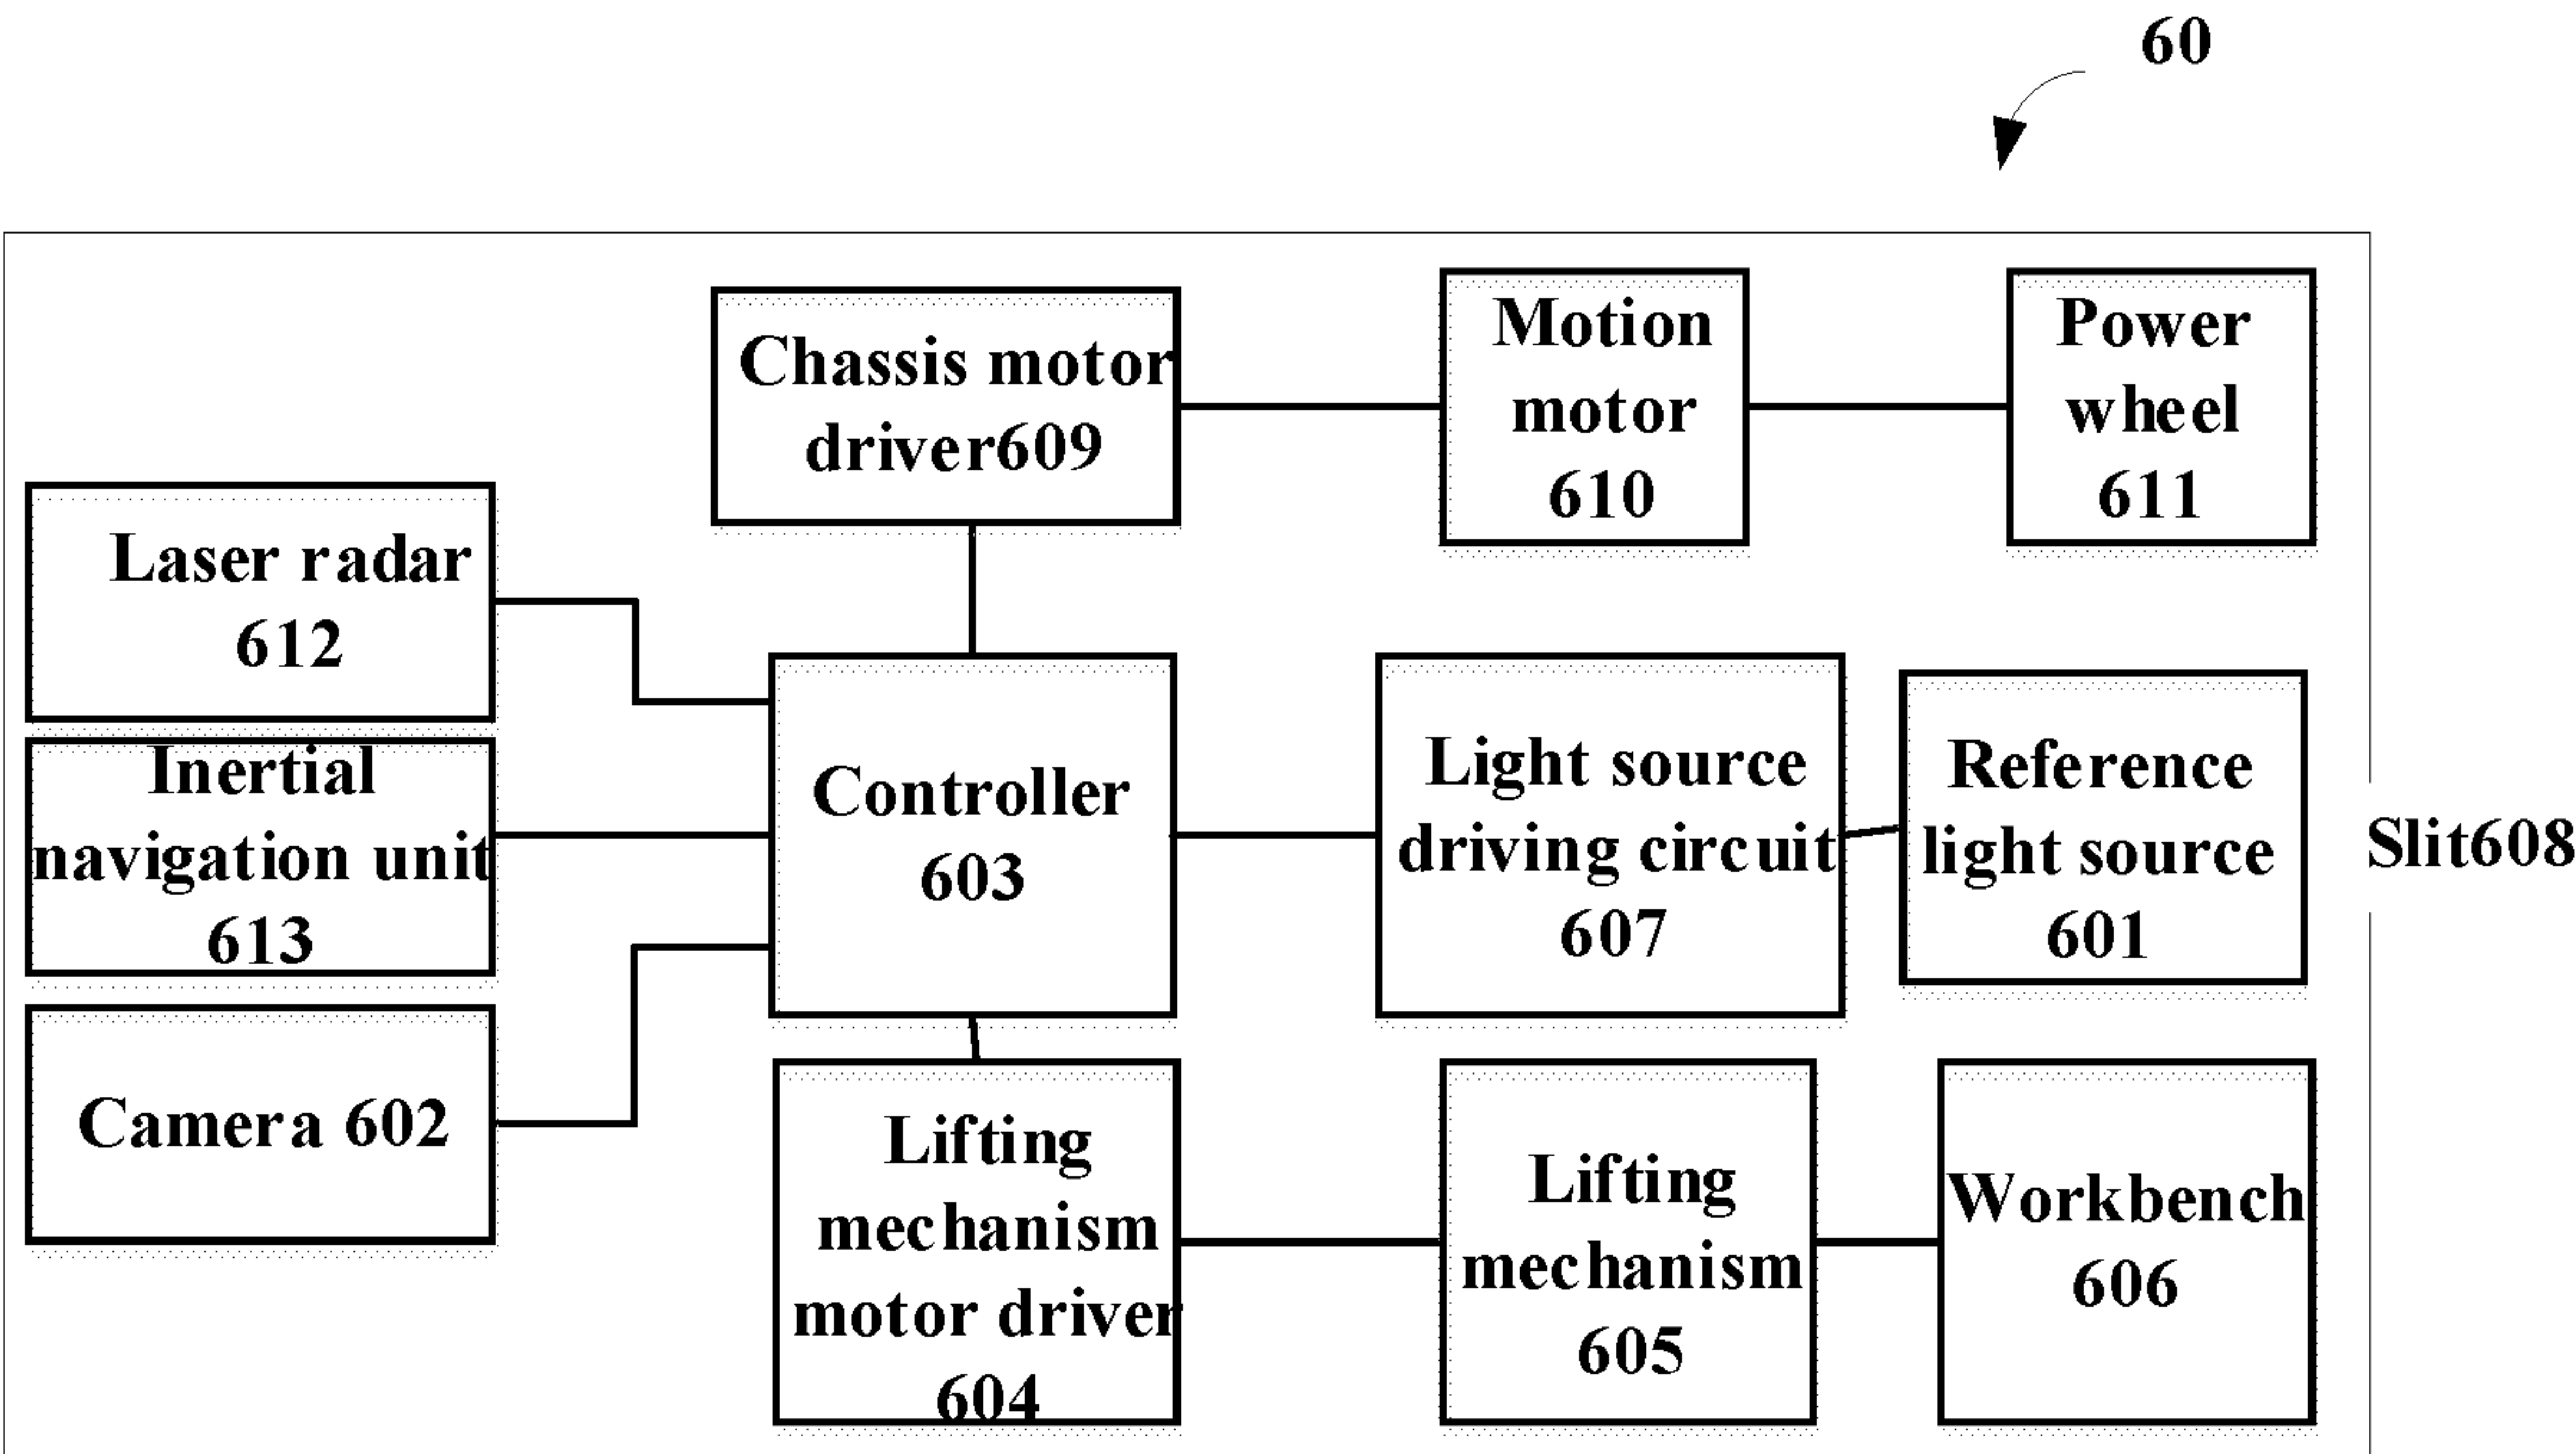 60
Chassis motor
driver609
Motion
motor
610
Power
wheel
611
Laser radar
612
Inertial
navigation unit
613
Camera 602
Controller
603
Light source
driving circuit
607
Reference
light source
601
Slit608
Lifting
mechanism
motor driver
604
Lifting
mechanism
605
Workbench
606